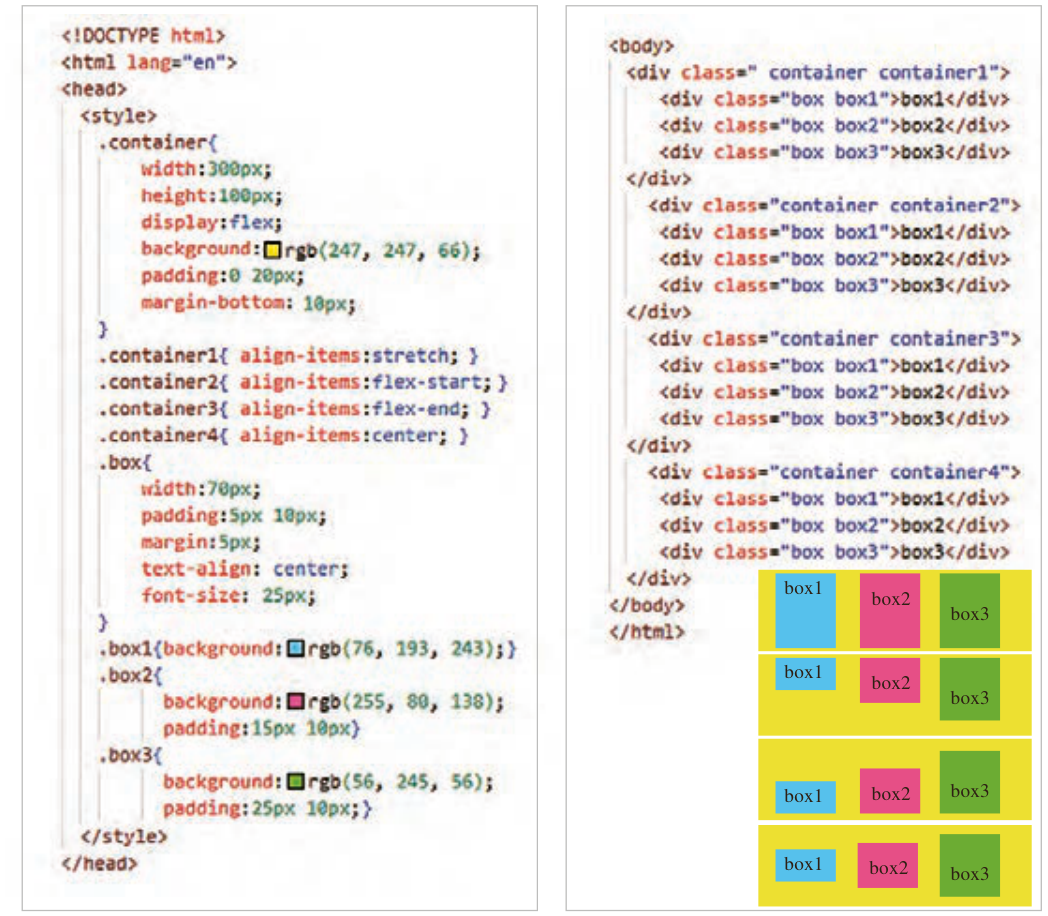 <!DOCTYPE html>
<html lang="en">
<head>
<style>
.container{
width:300px;
height:100px;
display:flex;
background:rgb(247, 247, 66);
padding:0 20px;
margin-bottom: 10px;
}
.container1{ align-items:stretch; }
.container2{ align-items:flex-start; }
.container3{ align-items:flex-end; }
.container4{ align-items:center; }
.box{
width:70px;
padding:5px 10px;
margin:5px;
text-align: center;
font-size: 25px;
}
.box1{background:rgb(76, 193, 243);}
.box2{
background:rgb(255, 80, 138);
padding:15px 10px}
.box3{
background:rgb(56, 245, 56);
padding:25px 10px;}
</style>
</head>
<body>
<div class=" container container1">
<div class="box box1">box1</div>
<div class="box box2">box2</div>
<div class="box box3">box3</div>
</div>
<div class="container container2">
<div class="box box1">box1</div>
<div class="box box2">box2</div>
<div class="box box3">box3</div>
</div>
<div class="container container3">
<div class="box box1">box1</div>
<div class="box box2">box2</div>
<div class="box box3">box3</div>
</div>
<div class="container container4">
<div class="box box1">box1</div>
<div class="box box2">box2</div>
<div class="box box3">box3</div>
</div>
</body>
</html>
box1 box2 box3
box1 box2 box3
box1 box2 box3
box1 box2 box3